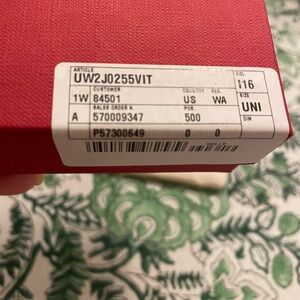 ARTICLE
UW2J0255VIT
COL
I16
CUSTOMER
COUNTRY REG
1W 84501 US WA
SIZE
UNI
SALES ORDER N. POS
A 570009347 500
DIM
P57300649 0 0